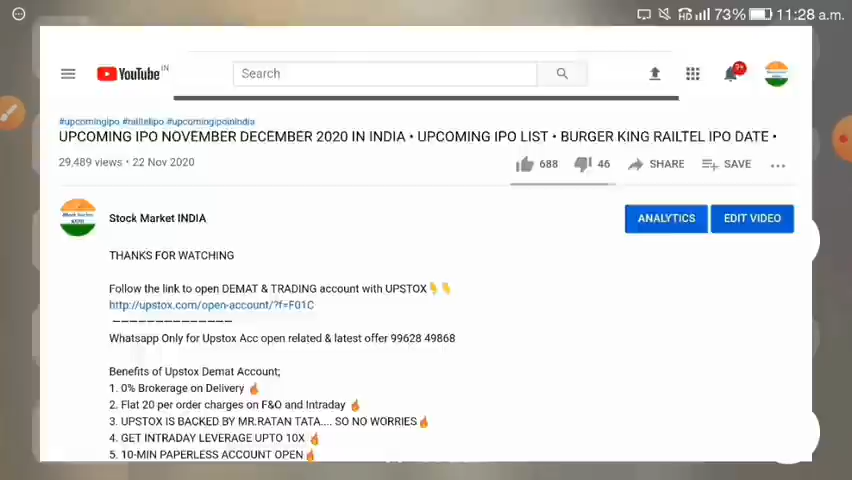 HD 73% 11:28 a.m.
YouTube IN
Search
9+
#upcomingipo #railtelipo #upcomingipoinindia
UPCOMING IPO NOVEMBER DECEMBER 2020 IN INDIA • UPCOMING IPO LIST • BURGER KING RAILTEL IPO DATE •
29,489 views • 22 Nov 2020
688 46 SHARE SAVE
Stock Market INDIA
ANALYTICS EDIT VIDEO
THANKS FOR WATCHING
Follow the link to open DEMAT & TRADING account with UPSTOX👇👇
http://upstox.com/open-account/?f=F01C
~~~~~~~~~~~~~~
Whatsapp Only for Upstox Acc open related & latest offer 99628 49868
Benefits of Upstox Demat Account;
1. 0% Brokerage on Delivery 🔥
2. Flat 20 per order charges on F&O and Intraday 🔥
3. UPSTOX IS BACKED BY MR.RATAN TATA.... SO NO WORRIES🔥
4. GET INTRADAY LEVERAGE UPTO 10X 🔥
5. 10-MIN PAPERLESS ACCOUNT OPEN🔥